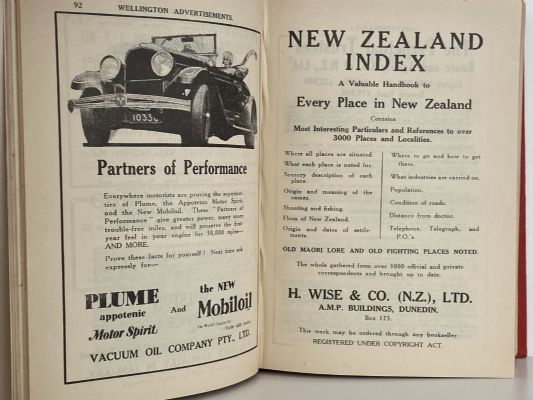 92 WELLINGTON ADVERTISEMENTS.
1033
Partners of Performance
Everywhere motorists are proving the superiori-
ties of Plume, the Appotenic Motor Spirit,
and the New Mobiloil. These "Partners of
Performance" give greater power, many more
trouble-free miles, and will preserve the first
year feel in your engine for 30,000 miles—
AND MORE.
Prove these facts for yourself! Next time ask
expressly for—
PLUME
appotenic
Motor Spirit
And
the NEW
Mobiloil
VACUUM OIL COMPANY PTY., LTD.
NEW ZEALAND
INDEX
A Valuable Handbook to
Every Place in New Zealand
Contains
Most Interesting Particulars and References to over
3000 Places and Localities.
Where all places are situated.
What each place is noted for.
Scenery description of each
place.
Origin and meaning of the
names.
Shooting and fishing.
Flora of New Zealand.
Origin and dates of settle-
ments.
Where to go and how to get
there.
What industries are carried on.
Population.
Condition of roads.
Distance from doctor.
Telephone, Telegraph, and
P.O's.
OLD MAORI LORE AND OLD FIGHTING PLACES NOTED.
The whole gathered from over 3000 official and private
correspondents and brought up to date.
H. WISE & CO. (N.Z.), LTD.
A.M.P. BUILDINGS, DUNEDIN.
Box 173.
This work may be ordered through any bookseller.
REGISTERED UNDER COPYRIGHT ACT.